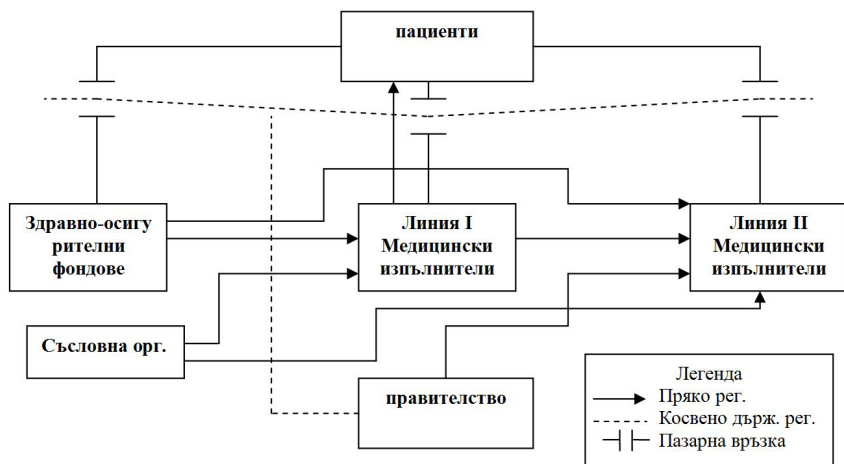 пациенти
Здравно-осигу
рителни
фондове
Линия I
Медицински
изпълнители
Линия II
Медицински
изпълнители
Съсловна орг.
правителство
Легенда
Пряко рег.
Косвено държ. рег.
Пазарна връзка